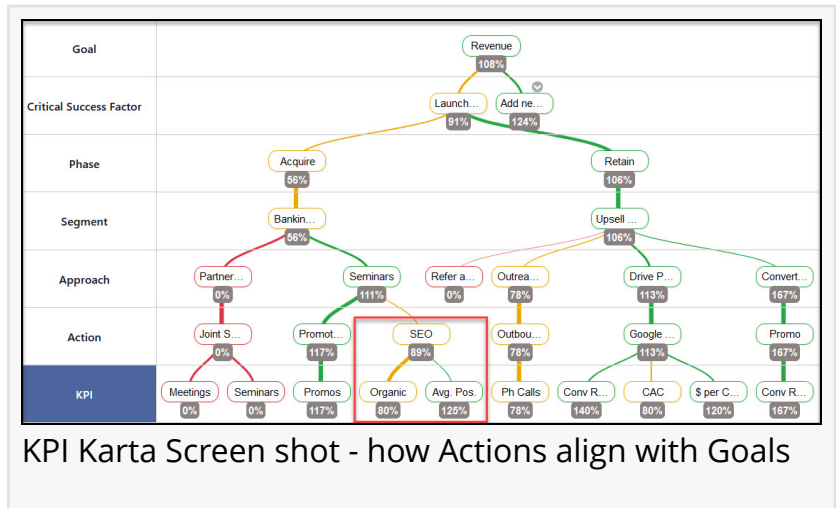 Goal
Revenue
108%
Critical Success Factor
Launch...
Add ne...
91%
124%
Phase
Acquire
Retain
56%
106%
Segment
Bankin...
Upsell ...
56%
106%
Approach
Partner...
Seminars
Refer a...
Outrea...
Drive P...
Convert...
0%
111%
0%
78%
113%
167%
Action
Joint S...
Promot...
SEO
Outbou...
Google ...
Promo
0%
117%
89%
78%
113%
167%
KPI
Meetings
Seminars
Promos
Organic
Avg. Pos.
Ph Calls
Conv R...
CAC
$ per C...
Conv R...
0%
0%
117%
80%
125%
78%
140%
80%
120%
167%
KPI Karta Screen shot - how Actions align with Goals